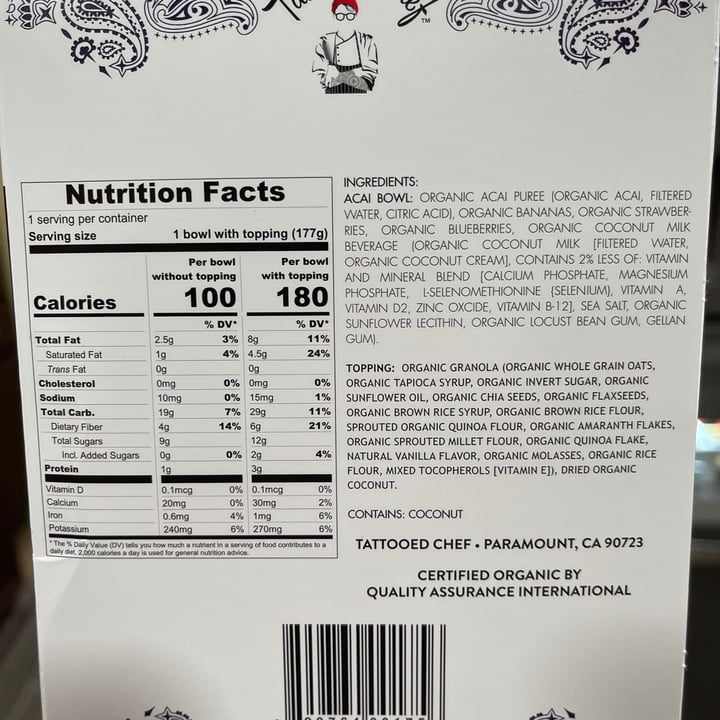 TM
Nutrition Facts
1 serving per container
Serving size 1 bowl with topping (177g)
Per bowl without topping Per bowl with topping
Calories 100 180
% DV* % DV*
Total Fat 2.5g 3% 8g 11%
Saturated Fat 1g 4% 4.5g 24%
Trans Fat 0g 0g
Cholesterol 0mg 0% 0mg 0%
Sodium 10mg 0% 15mg 1%
Total Carb. 19g 7% 29g 11%
Dietary Fiber 4g 14% 6g 21%
Total Sugars 9g 12g
Incl. Added Sugars 0g 0% 2g 4%
Protein 1g 3g
Vitamin D 0.1mcg 0% 0.1mcg 0%
Calcium 20mg 0% 30mg 2%
Iron 0.6mg 4% 1mg 6%
Potassium 240mg 6% 270mg 6%
*The % Daily Value (DV) tells you how much a nutrient in a serving of food contributes to a
daily diet. 2,000 calories a day is used for general nutrition advice.
INGREDIENTS:
ACAI BOWL: ORGANIC ACAI PUREE (ORGANIC ACAI, FILTERED
WATER, CITRIC ACID), ORGANIC BANANAS, ORGANIC STRAWBER-
RIES, ORGANIC BLUEBERRIES, ORGANIC COCONUT MILK
BEVERAGE (ORGANIC COCONUT MILK [FILTERED WATER,
ORGANIC COCONUT CREAM], CONTAINS 2% LESS OF: VITAMIN
AND MINERAL BLEND [CALCIUM PHOSPHATE, MAGNESIUM
PHOSPHATE, L-SELENOMETHIONINE (SELENIUM), VITAMIN A,
VITAMIN D2, ZINC OXCIDE, VITAMIN B-12], SEA SALT, ORGANIC
SUNFLOWER LECITHIN, ORGANIC LOCUST BEAN GUM, GELLAN
GUM).
TOPPING: ORGANIC GRANOLA (ORGANIC WHOLE GRAIN OATS,
ORGANIC TAPIOCA SYRUP, ORGANIC INVERT SUGAR, ORGANIC
SUNFLOWER OIL, ORGANIC CHIA SEEDS, ORGANIC FLAXSEEDS,
ORGANIC BROWN RICE SYRUP, ORGANIC BROWN RICE FLOUR,
SPROUTED ORGANIC QUINOA FLOUR, ORGANIC AMARANTH FLAKES,
ORGANIC SPROUTED MILLET FLOUR, ORGANIC QUINOA FLAKE,
NATURAL VANILLA FLAVOR, ORGANIC MOLASSES, ORGANIC RICE
FLOUR, MIXED TOCOPHEROLS [VITAMIN E]), DRIED ORGANIC
COCONUT.
CONTAINS: COCONUT
TATTOOED CHEF • PARAMOUNT, CA 90723
CERTIFIED ORGANIC BY
QUALITY ASSURANCE INTERNATIONAL